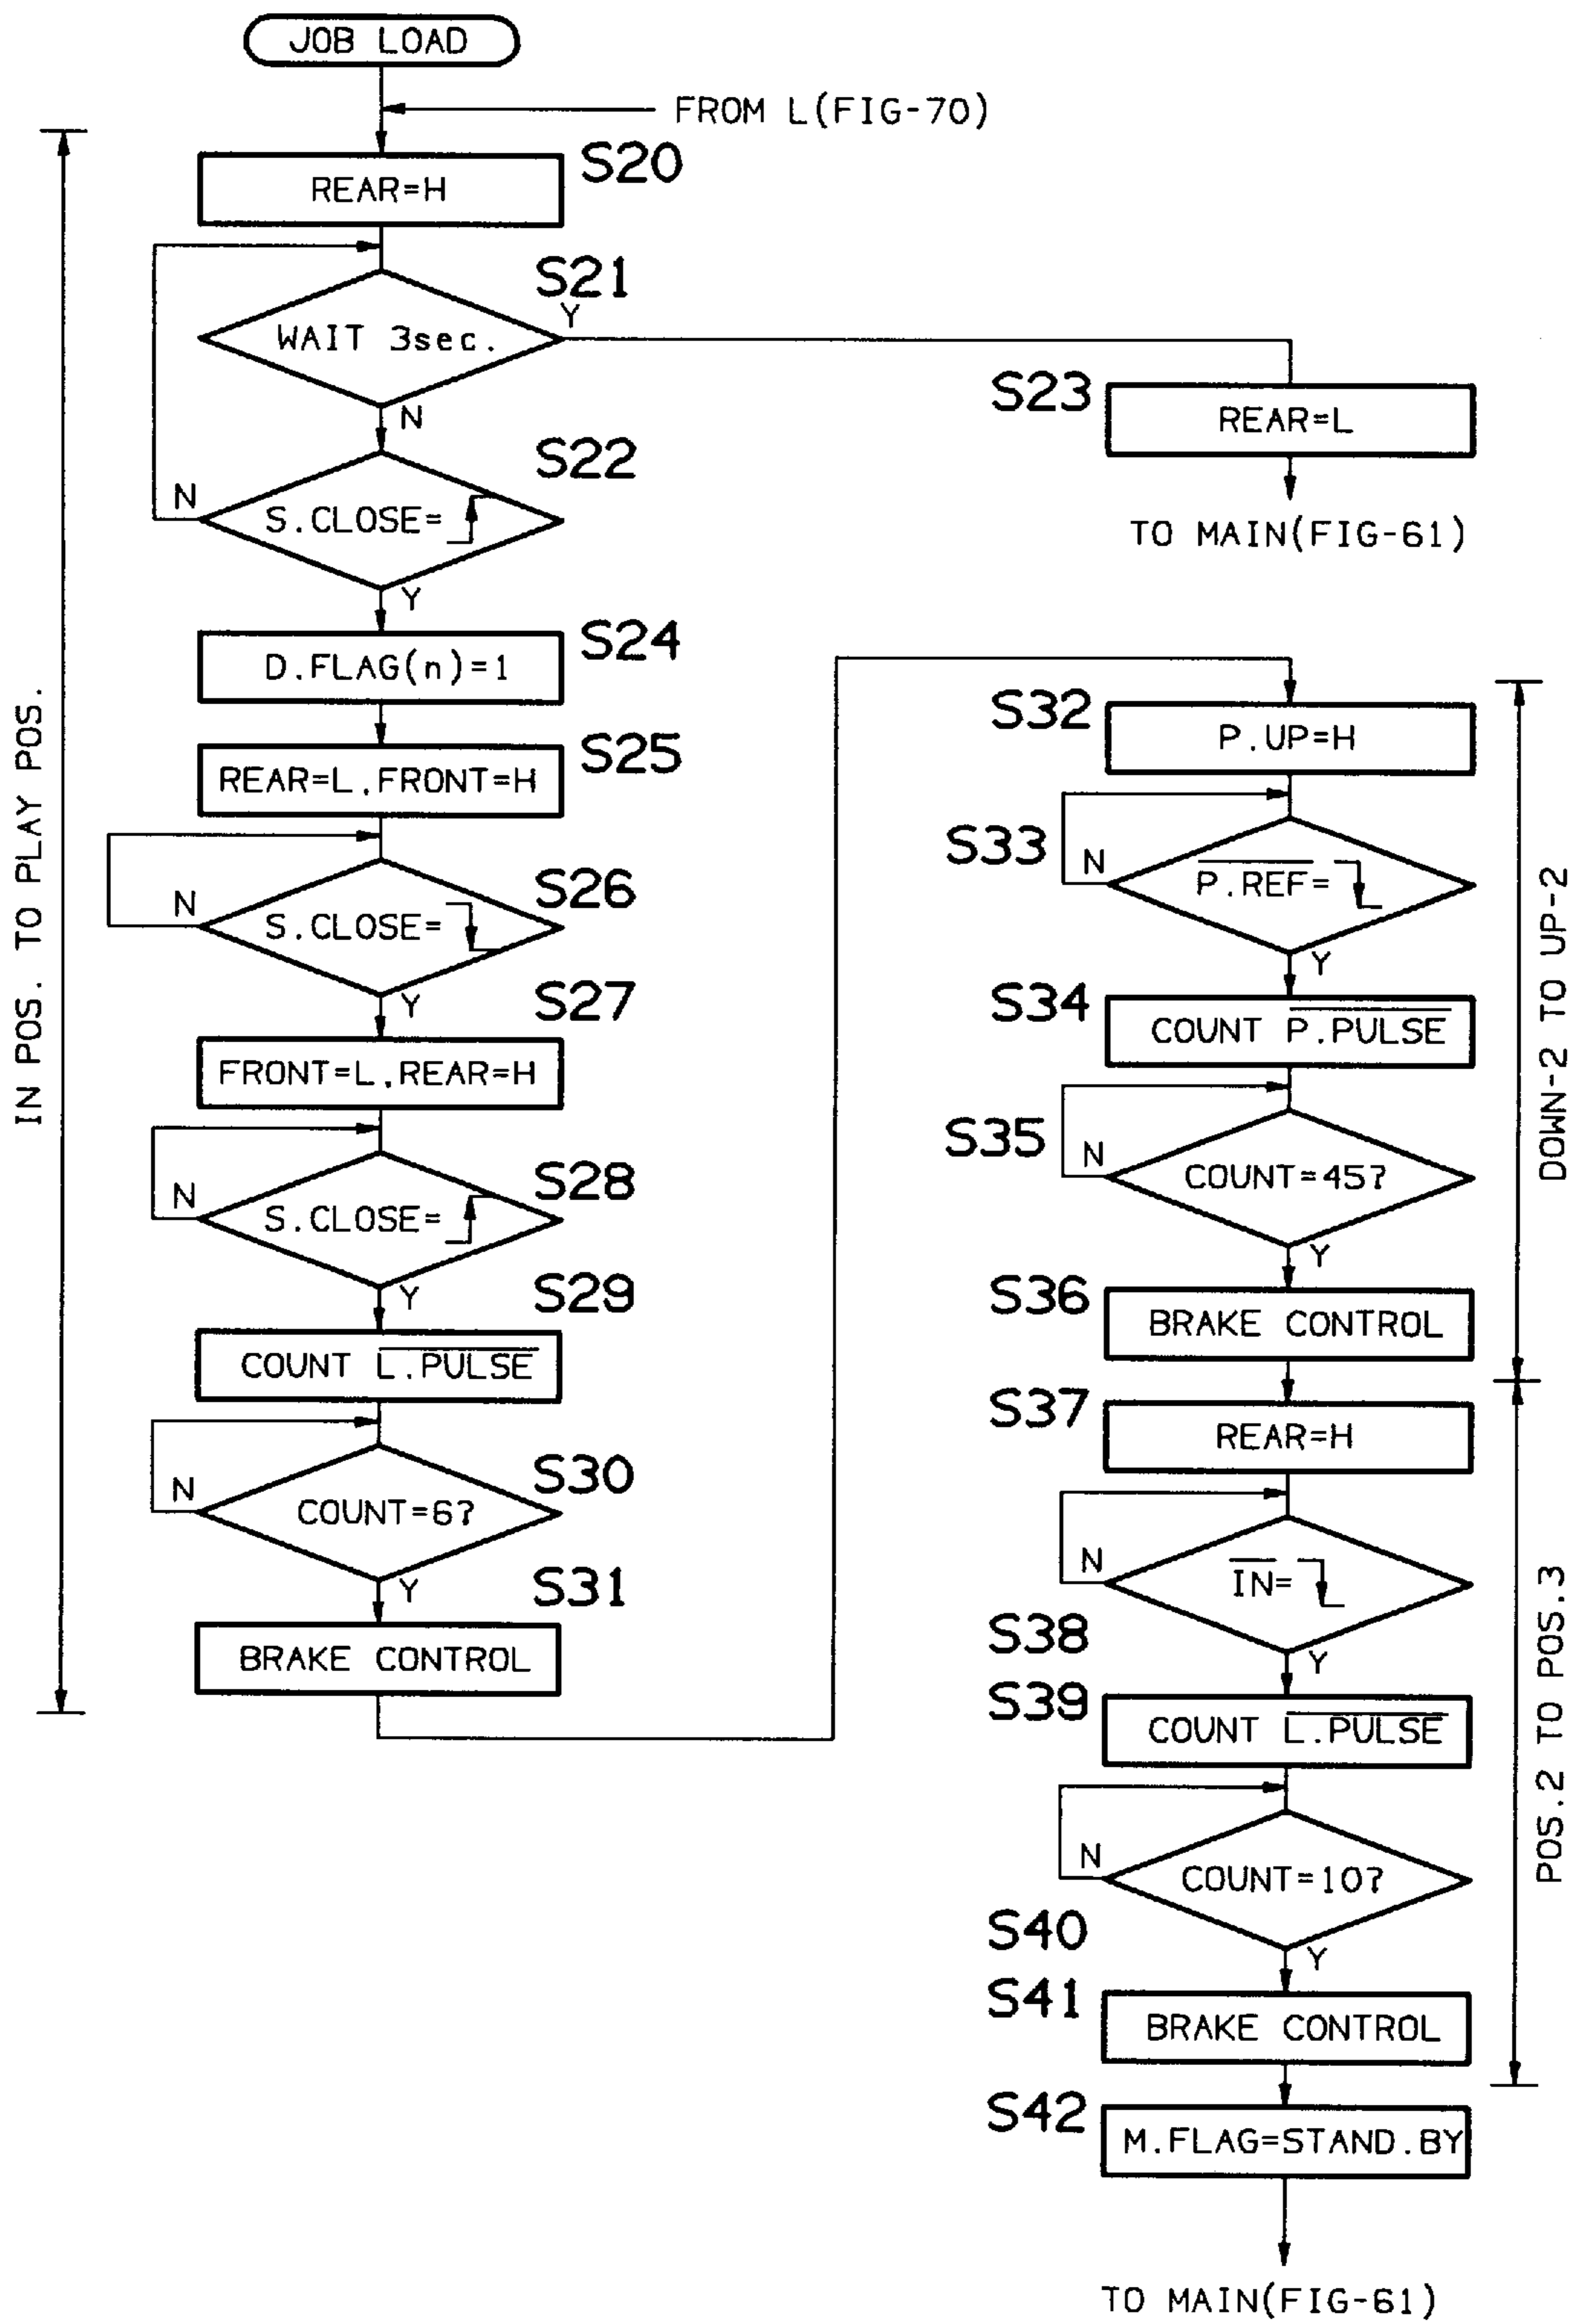 JOB LOAD
FROM L(FIG-70)
S20
REAR=H
S21
WAIT 3sec.
Y
N
S22
S.CLOSE=
N
Y
S23
REAR=L
TO MAIN(FIG-61)
S24
D.FLAG(n)=1
S25
REAR=L,FRONT=H
S26
S.CLOSE=
N
Y
S27
FRONT=L,REAR=H
S28
S.CLOSE=
N
Y
S29
COUNT L.PULSE
S30
COUNT=6?
N
Y
S31
BRAKE CONTROL
IN POS. TO PLAY POS.
S32
P.UP=H
S33
P.REF=
N
Y
S34
COUNT P.PULSE
S35
COUNT=45?
N
Y
S36
BRAKE CONTROL
DOWN-2 TO UP-2
S37
REAR=H
IN=
N
Y
S38
S39
COUNT L.PULSE
COUNT=10?
N
Y
S40
S41
BRAKE CONTROL
POS.2 TO POS.3
S42
M.FLAG=STAND.BY
TO MAIN(FIG-61)